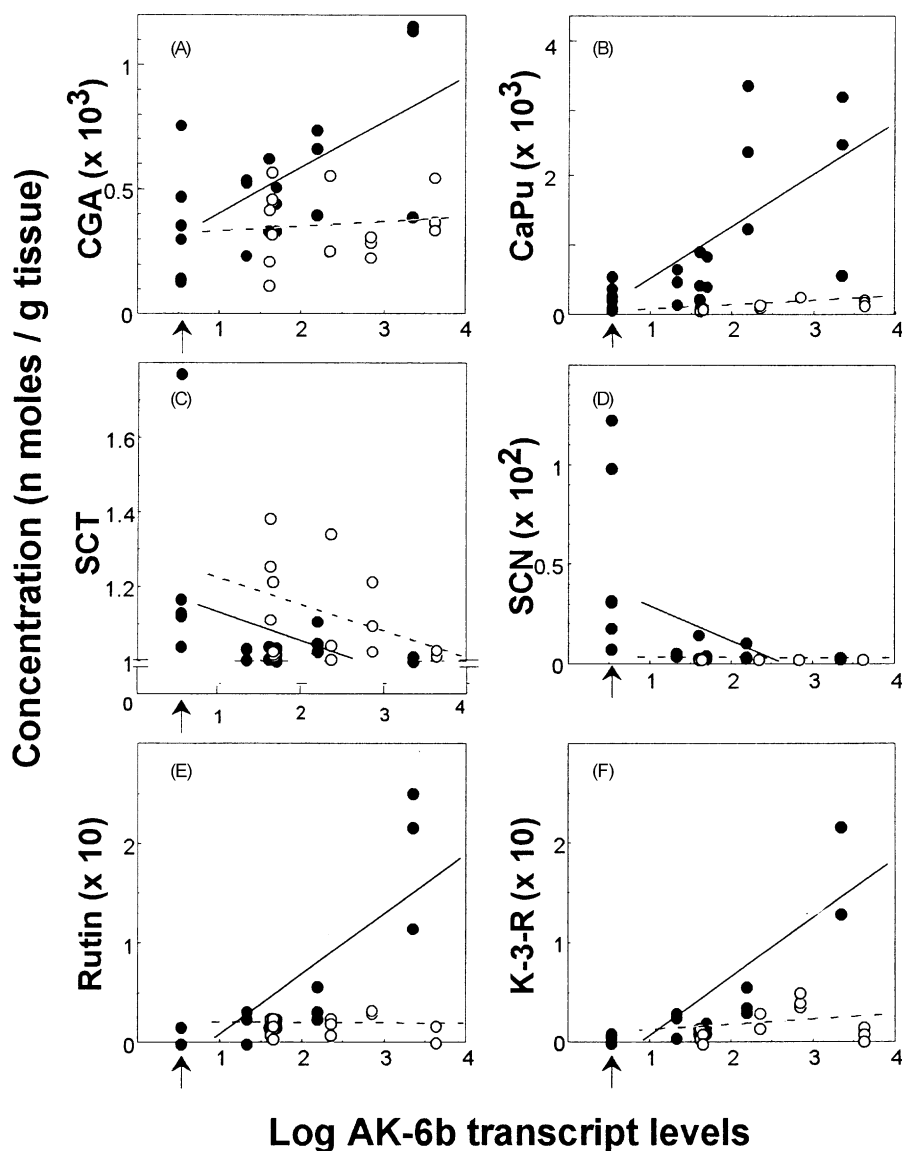 Concentration (n moles / g tissue)
(A)
CGA (x 10³)
1
0.5
0
1 2 3 4
(B)
CaPu (x 10³)
4
2
0
1 2 3 4
(C)
SCT
1.6
1.4
1.2
1
0
1 2 3 4
(D)
SCN (x 10²)
1
0.5
0
1 2 3 4
(E)
Rutin (x 10)
2
1
0
1 2 3 4
(F)
K-3-R (x 10)
2
1
0
1 2 3 4
Log AK-6b transcript levels